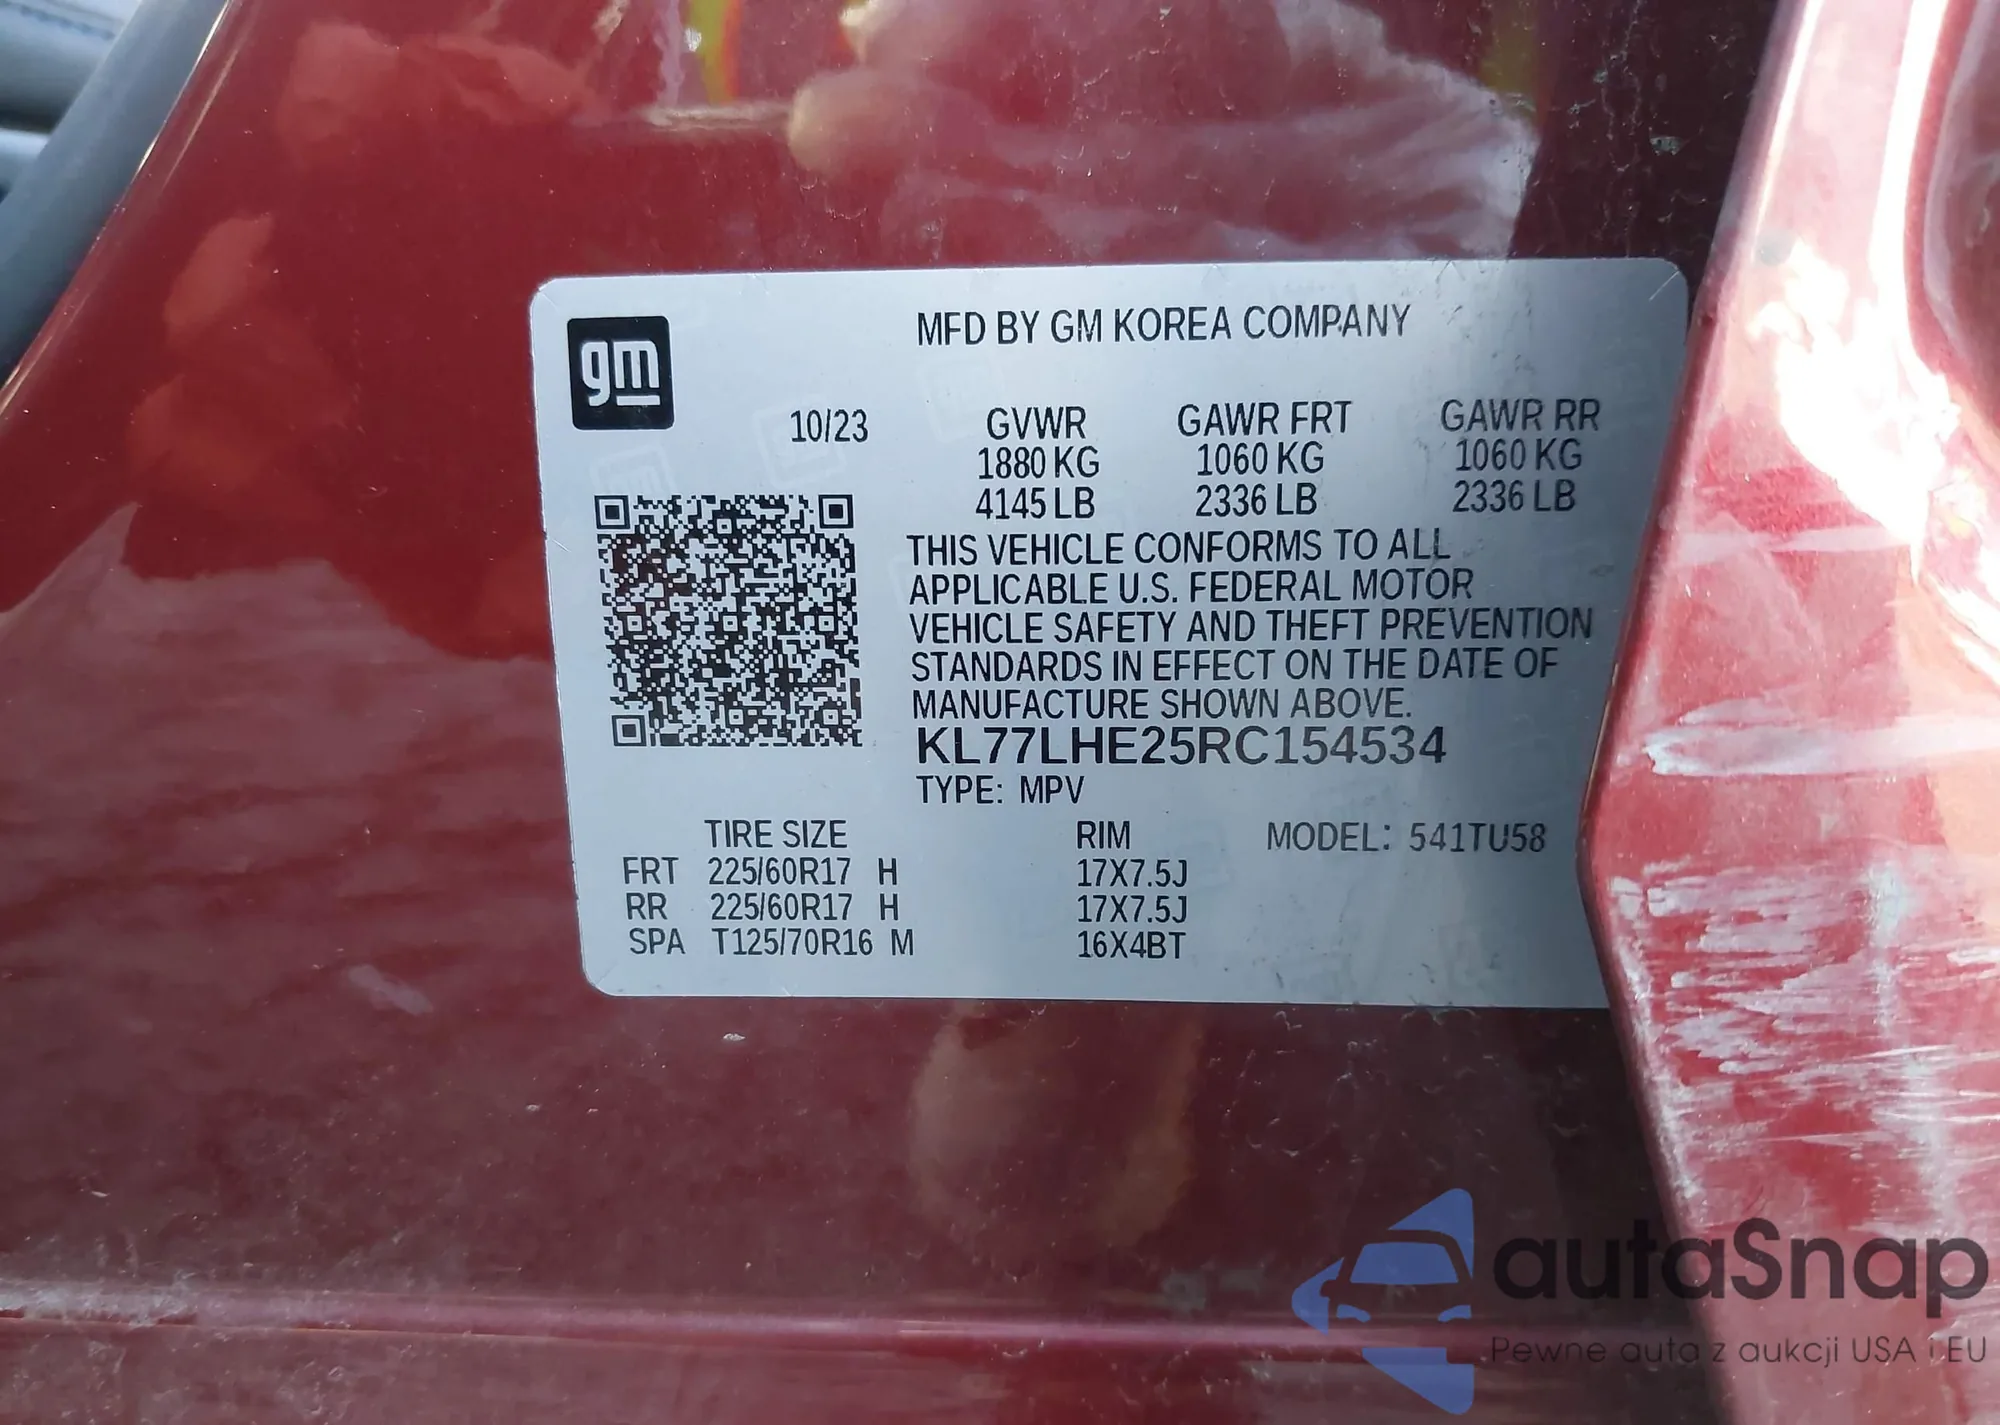 gm
MFD BY GM KOREA COMPANY
10/23
GVWR GAWR FRT GAWR RR
1880 KG 1060 KG 1060 KG
4145 LB 2336 LB 2336 LB
THIS VEHICLE CONFORMS TO ALL
APPLICABLE U.S. FEDERAL MOTOR
VEHICLE SAFETY AND THEFT PREVENTION
STANDARDS IN EFFECT ON THE DATE OF
MANUFACTURE SHOWN ABOVE.
KL77LHE25RC154534
TYPE: MPV
TIRE SIZE RIM MODEL: 541TU58
FRT 225/60R17 H 17X7.5J
RR 225/60R17 H 17X7.5J
SPA T125/70R16 M 16X4BT
autaSnap
Pewne auta z aukcji USA i EU